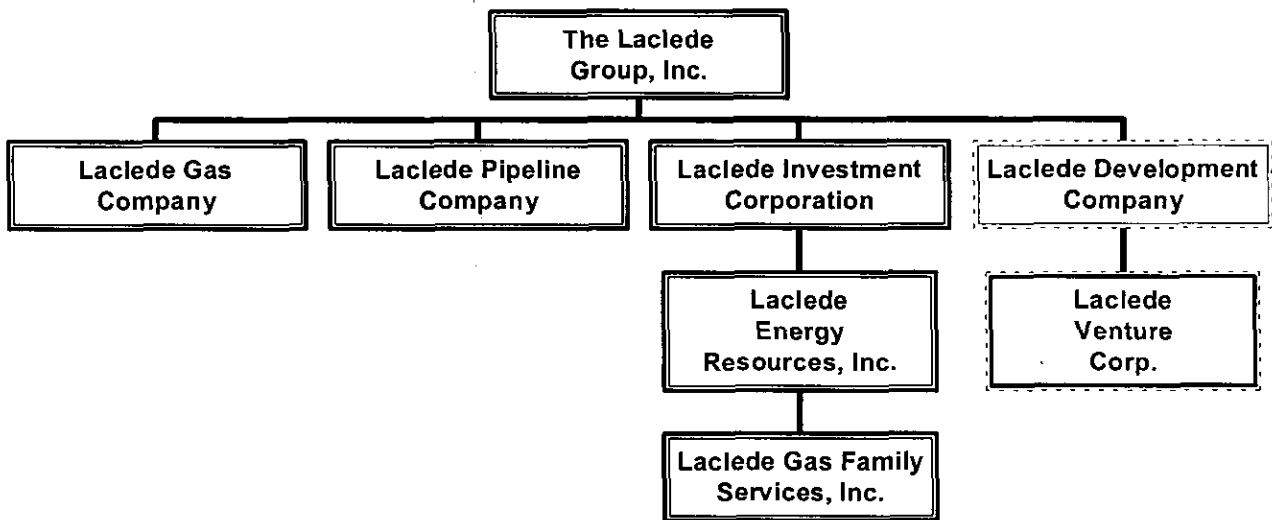 The Laclede
Group, Inc.
Laclede Gas
Company
Laclede Pipeline
Company
Laclede Investment
Corporation
Laclede Development
Company
Laclede
Energy
Resources, Inc.
Laclede
Venture
Corp.
Laclede Gas Family
Services, Inc.